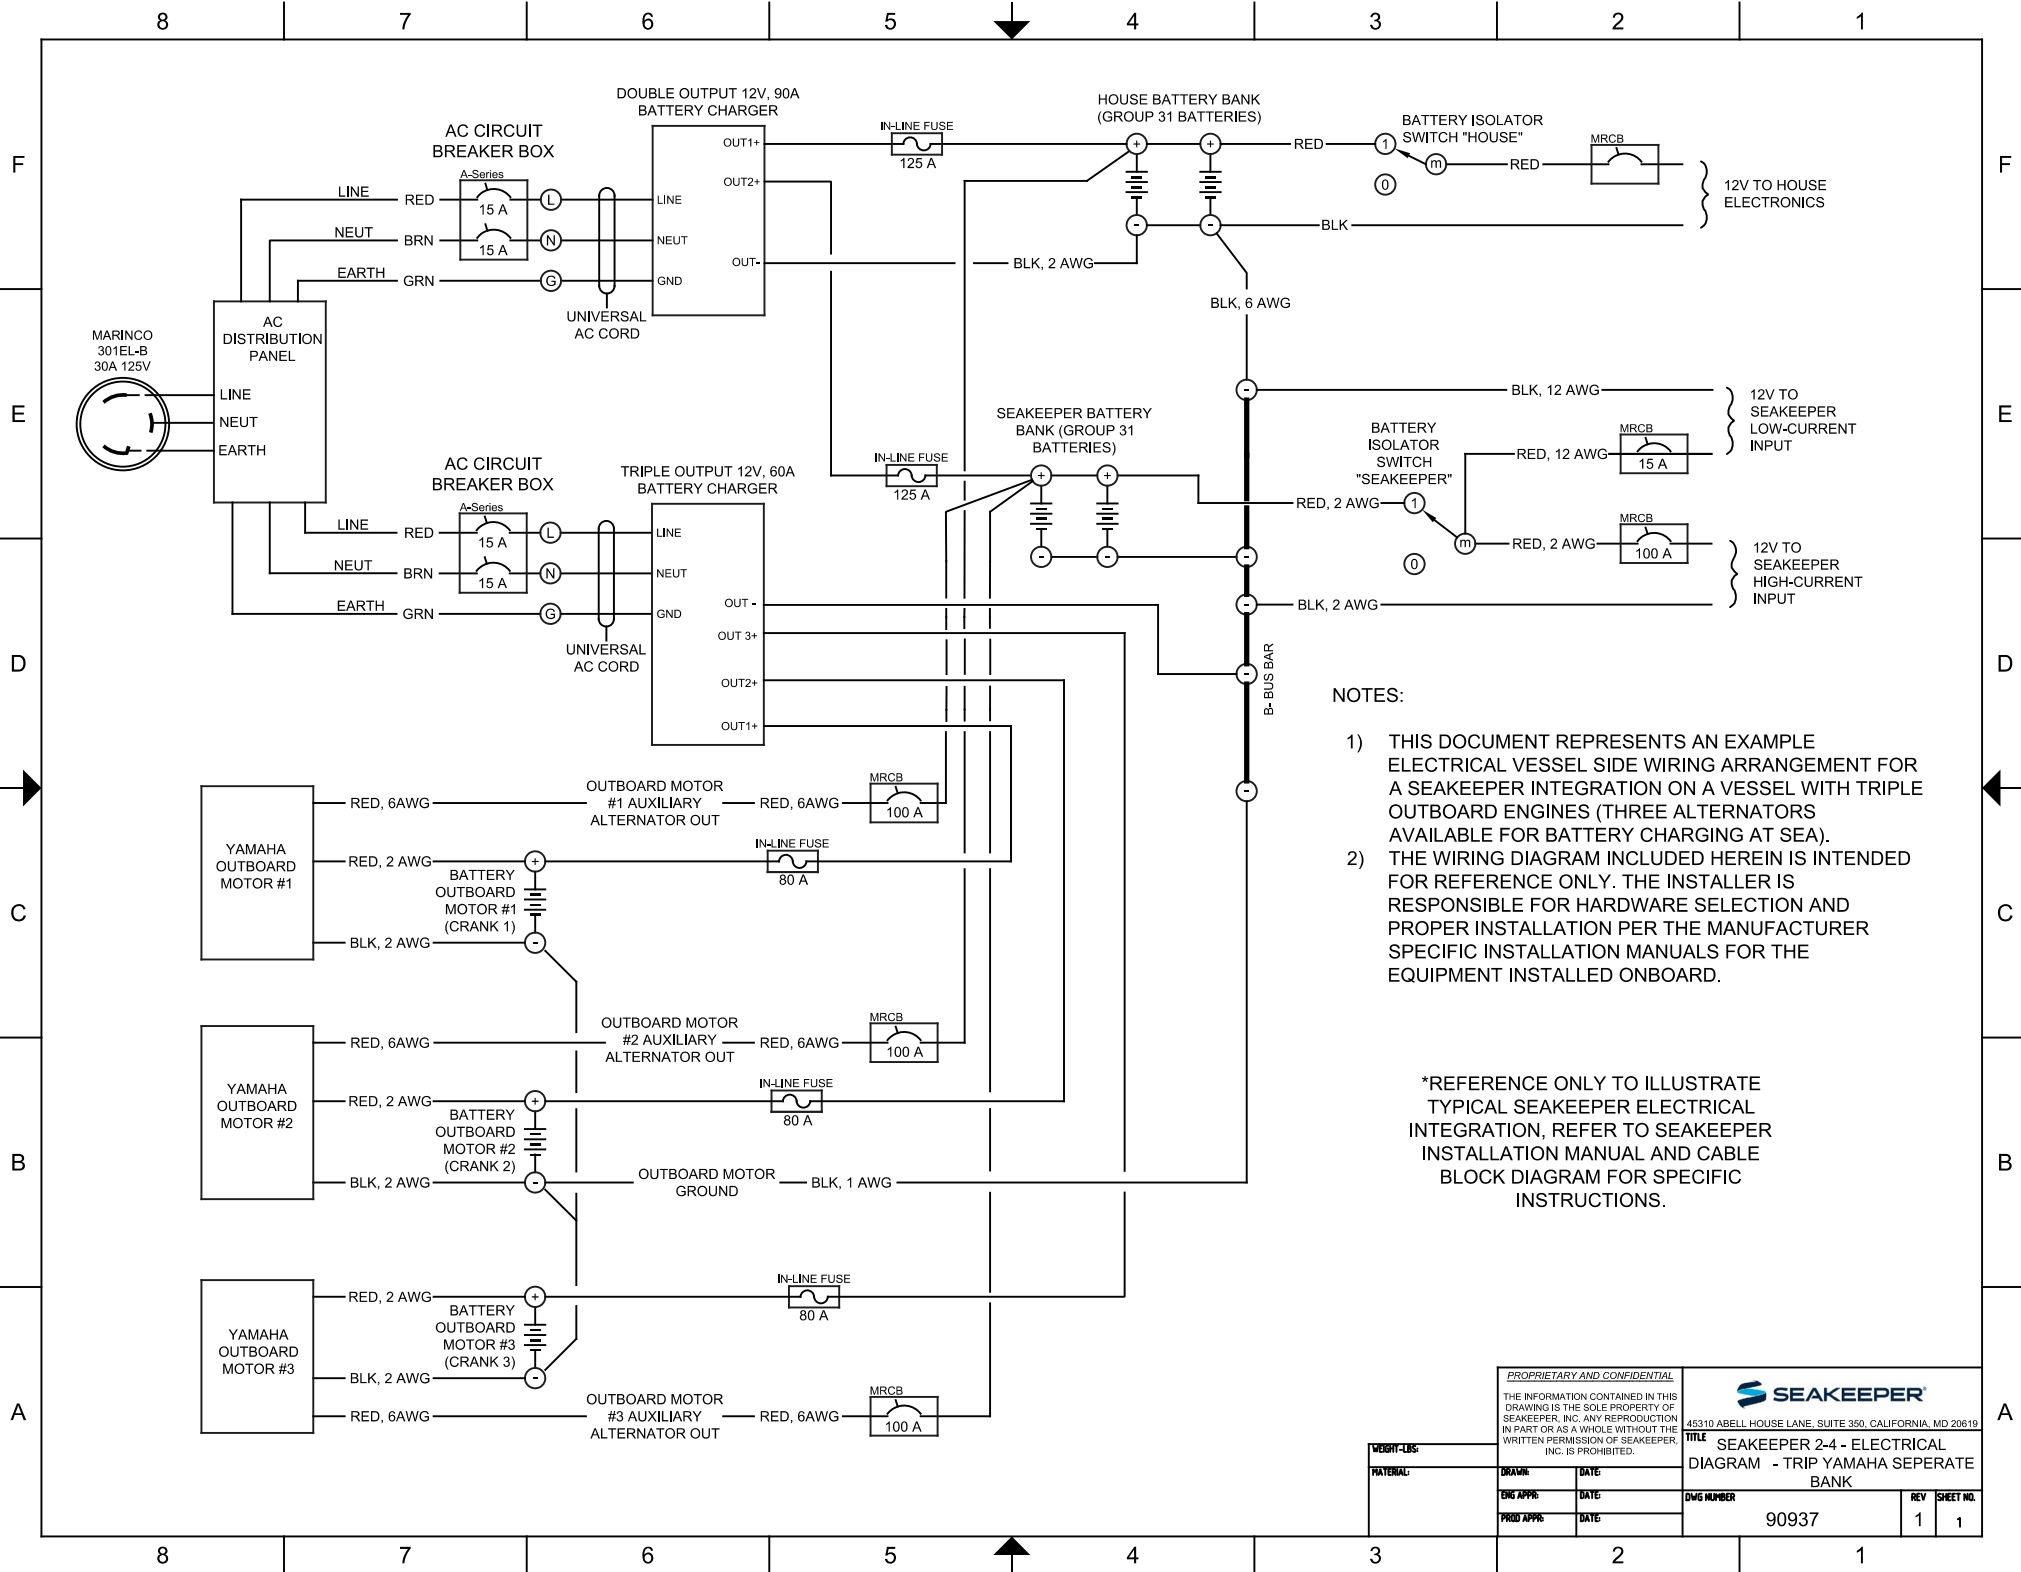 8 7 6 5 4 3 2 1
F
E
D
C
B
A
F
E
D
C
B
A
DOUBLE OUTPUT 12V, 90A
BATTERY CHARGER
OUT1+
OUT2+
OUT-
LINE
NEUT
GND
AC CIRCUIT
BREAKER BOX
A-Series
15 A
15 A
LINE
RED
L
NEUT
BRN
N
EARTH
GRN
G
UNIVERSAL
AC CORD
IN-LINE FUSE
125 A
HOUSE BATTERY BANK
(GROUP 31 BATTERIES)
+
+
-
-
RED
BATTERY ISOLATOR
SWITCH "HOUSE"
1
m
0
RED
MRCB
12V TO HOUSE
ELECTRONICS
BLK
BLK, 2 AWG
BLK, 6 AWG
MARINCO
301EL-B
30A 125V
AC
DISTRIBUTION
PANEL
LINE
NEUT
EARTH
AC CIRCUIT
BREAKER BOX
A-Series
15 A
15 A
LINE
RED
L
NEUT
BRN
N
EARTH
GRN
G
UNIVERSAL
AC CORD
TRIPLE OUTPUT 12V, 60A
BATTERY CHARGER
LINE
NEUT
GND
OUT -
OUT 3+
OUT2+
OUT1+
IN-LINE FUSE
125 A
SEAKEEPER BATTERY
BANK (GROUP 31
BATTERIES)
+
+
-
-
-
-
-
-
-
B- BUS BAR
BLK, 12 AWG
12V TO
SEAKEEPER
LOW-CURRENT
INPUT
BATTERY
ISOLATOR
SWITCH
"SEAKEEPER"
RED, 12 AWG
MRCB
15 A
RED, 2 AWG
1
m
0
RED, 2 AWG
MRCB
100 A
12V TO
SEAKEEPER
HIGH-CURRENT
INPUT
BLK, 2 AWG
NOTES:
1) THIS DOCUMENT REPRESENTS AN EXAMPLE
ELECTRICAL VESSEL SIDE WIRING ARRANGEMENT FOR
A SEAKEEPER INTEGRATION ON A VESSEL WITH TRIPLE
OUTBOARD ENGINES (THREE ALTERNATORS
AVAILABLE FOR BATTERY CHARGING AT SEA).
2) THE WIRING DIAGRAM INCLUDED HEREIN IS INTENDED
FOR REFERENCE ONLY. THE INSTALLER IS
RESPONSIBLE FOR HARDWARE SELECTION AND
PROPER INSTALLATION PER THE MANUFACTURER
SPECIFIC INSTALLATION MANUALS FOR THE
EQUIPMENT INSTALLED ONBOARD.
*REFERENCE ONLY TO ILLUSTRATE
TYPICAL SEAKEEPER ELECTRICAL
INTEGRATION, REFER TO SEAKEEPER
INSTALLATION MANUAL AND CABLE
BLOCK DIAGRAM FOR SPECIFIC
INSTRUCTIONS.
YAMAHA
OUTBOARD
MOTOR #1
RED, 6AWG
OUTBOARD MOTOR
#1 AUXILIARY
ALTERNATOR OUT
RED, 6AWG
MRCB
100 A
RED, 2 AWG
+
BATTERY
OUTBOARD
MOTOR #1
(CRANK 1)
IN-LINE FUSE
80 A
BLK, 2 AWG
-
YAMAHA
OUTBOARD
MOTOR #2
RED, 6AWG
OUTBOARD MOTOR
#2 AUXILIARY
ALTERNATOR OUT
RED, 6AWG
MRCB
100 A
RED, 2 AWG
+
BATTERY
OUTBOARD
MOTOR #2
(CRANK 2)
IN-LINE FUSE
80 A
BLK, 2 AWG
-
OUTBOARD MOTOR
GROUND
BLK, 1 AWG
YAMAHA
OUTBOARD
MOTOR #3
RED, 2 AWG
+
BATTERY
OUTBOARD
MOTOR #3
(CRANK 3)
IN-LINE FUSE
80 A
BLK, 2 AWG
-
RED, 6AWG
OUTBOARD MOTOR
#3 AUXILIARY
ALTERNATOR OUT
RED, 6AWG
MRCB
100 A
PROPRIETARY AND CONFIDENTIAL
THE INFORMATION CONTAINED IN THIS
DRAWING IS THE SOLE PROPERTY OF
SEAKEEPER, INC. ANY REPRODUCTION
IN PART OR AS A WHOLE WITHOUT THE
WRITTEN PERMISSION OF SEAKEEPER,
INC. IS PROHIBITED.
SEAKEEPER®
45310 ABELL HOUSE LANE, SUITE 350, CALIFORNIA, MD 20619
TITLE
SEAKEEPER 2-4 - ELECTRICAL
DIAGRAM - TRIP YAMAHA SEPERATE
BANK
WEIGHT-LBS:
MATERIAL:
DRAWN: DATE:
ENG APPR: DATE:
PROD APPR: DATE:
DWG NUMBER
90937
REV
1
SHEET NO.
1
8 7 6 5 4 3 2 1